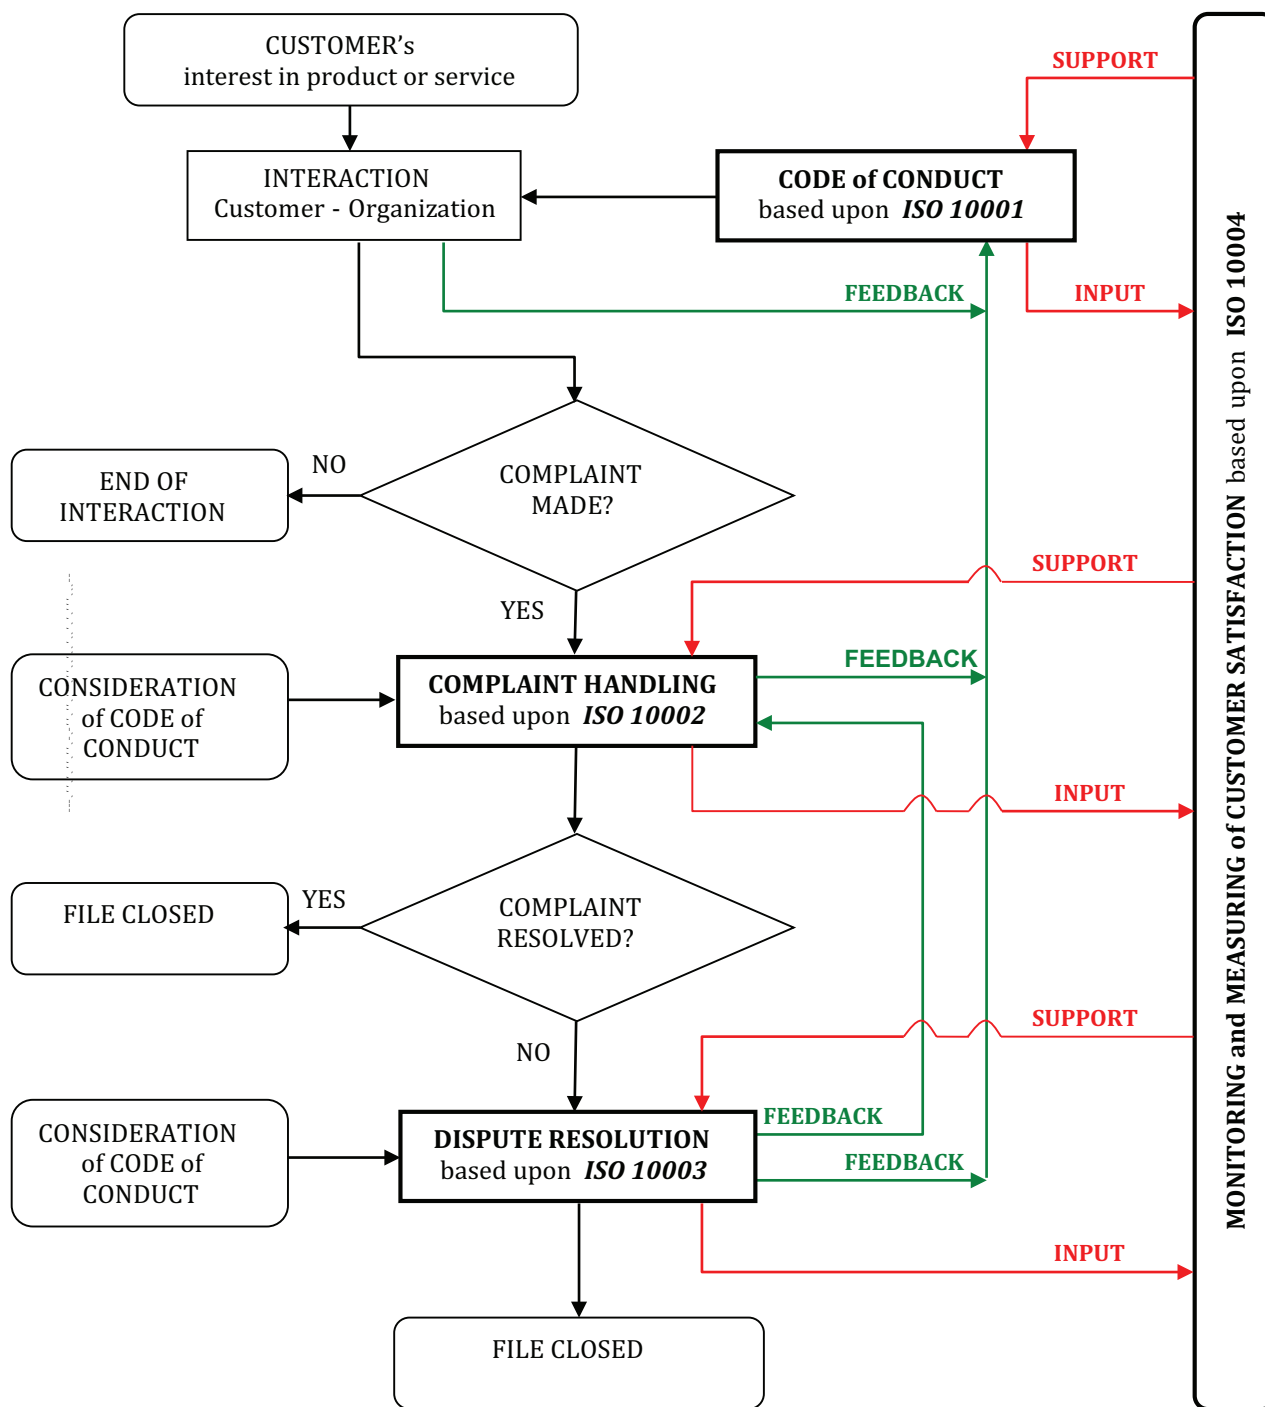 CUSTOMER's
interest in product or service
SUPPORT
INTERACTION
Customer - Organization
CODE of CONDUCT
based upon ISO 10001
FEEDBACK
INPUT
NO
COMPLAINT
MADE?
END OF
INTERACTION
SUPPORT
YES
FEEDBACK
CONSIDERATION
of CODE of
CONDUCT
COMPLAINT HANDLING
based upon ISO 10002
INPUT
YES
FILE CLOSED
COMPLAINT
RESOLVED?
SUPPORT
NO
FEEDBACK
CONSIDERATION
of CODE of
CONDUCT
DISPUTE RESOLUTION
based upon ISO 10003
FEEDBACK
INPUT
FILE CLOSED
MONITORING and MEASURING of CUSTOMER SATISFACTION based upon ISO 10004